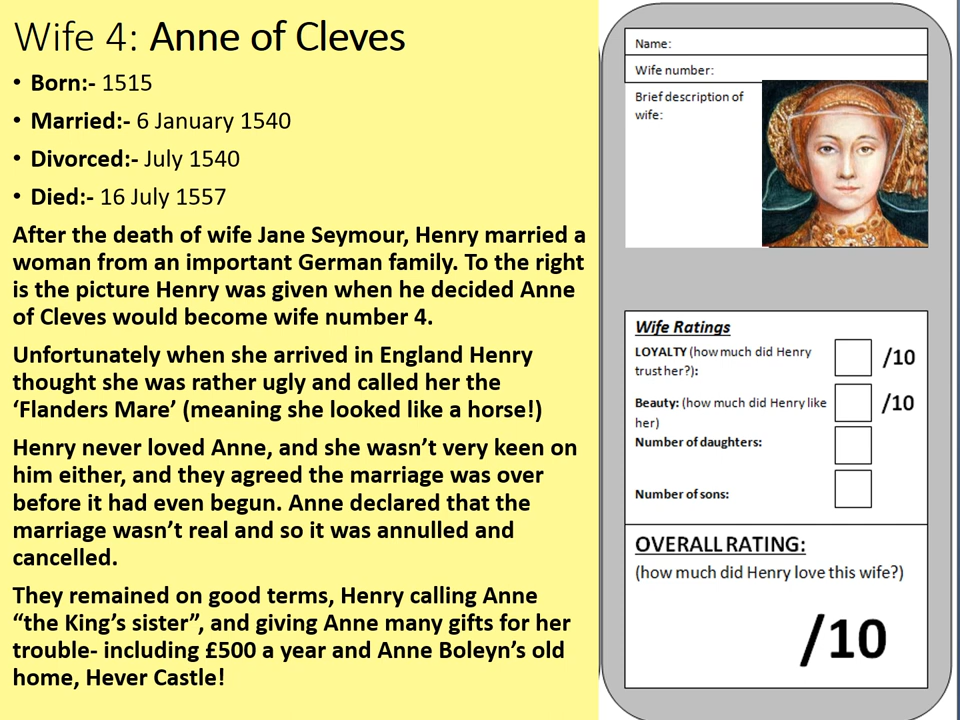 Wife 4: Anne of Cleves
• Born:- 1515
• Married:- 6 January 1540
• Divorced:- July 1540
• Died:- 16 July 1557
After the death of wife Jane Seymour, Henry married a
woman from an important German family. To the right
is the picture Henry was given when he decided Anne
of Cleves would become wife number 4.
Unfortunately when she arrived in England Henry
thought she was rather ugly and called her the
‘Flanders Mare’ (meaning she looked like a horse!)
Henry never loved Anne, and she wasn’t very keen on
him either, and they agreed the marriage was over
before it had even begun. Anne declared that the
marriage wasn’t real and so it was annulled and
cancelled.
They remained on good terms, Henry calling Anne
“the King’s sister”, and giving Anne many gifts for her
trouble- including £500 a year and Anne Boleyn’s old
home, Hever Castle!
Name:
Wife number:
Brief description of
wife:
Wife Ratings
LOYALTY (how much did Henry
trust her?):
/10
Beauty: (how much did Henry like
her)
/10
Number of daughters:
Number of sons:
OVERALL RATING:
(how much did Henry love this wife?)
/10